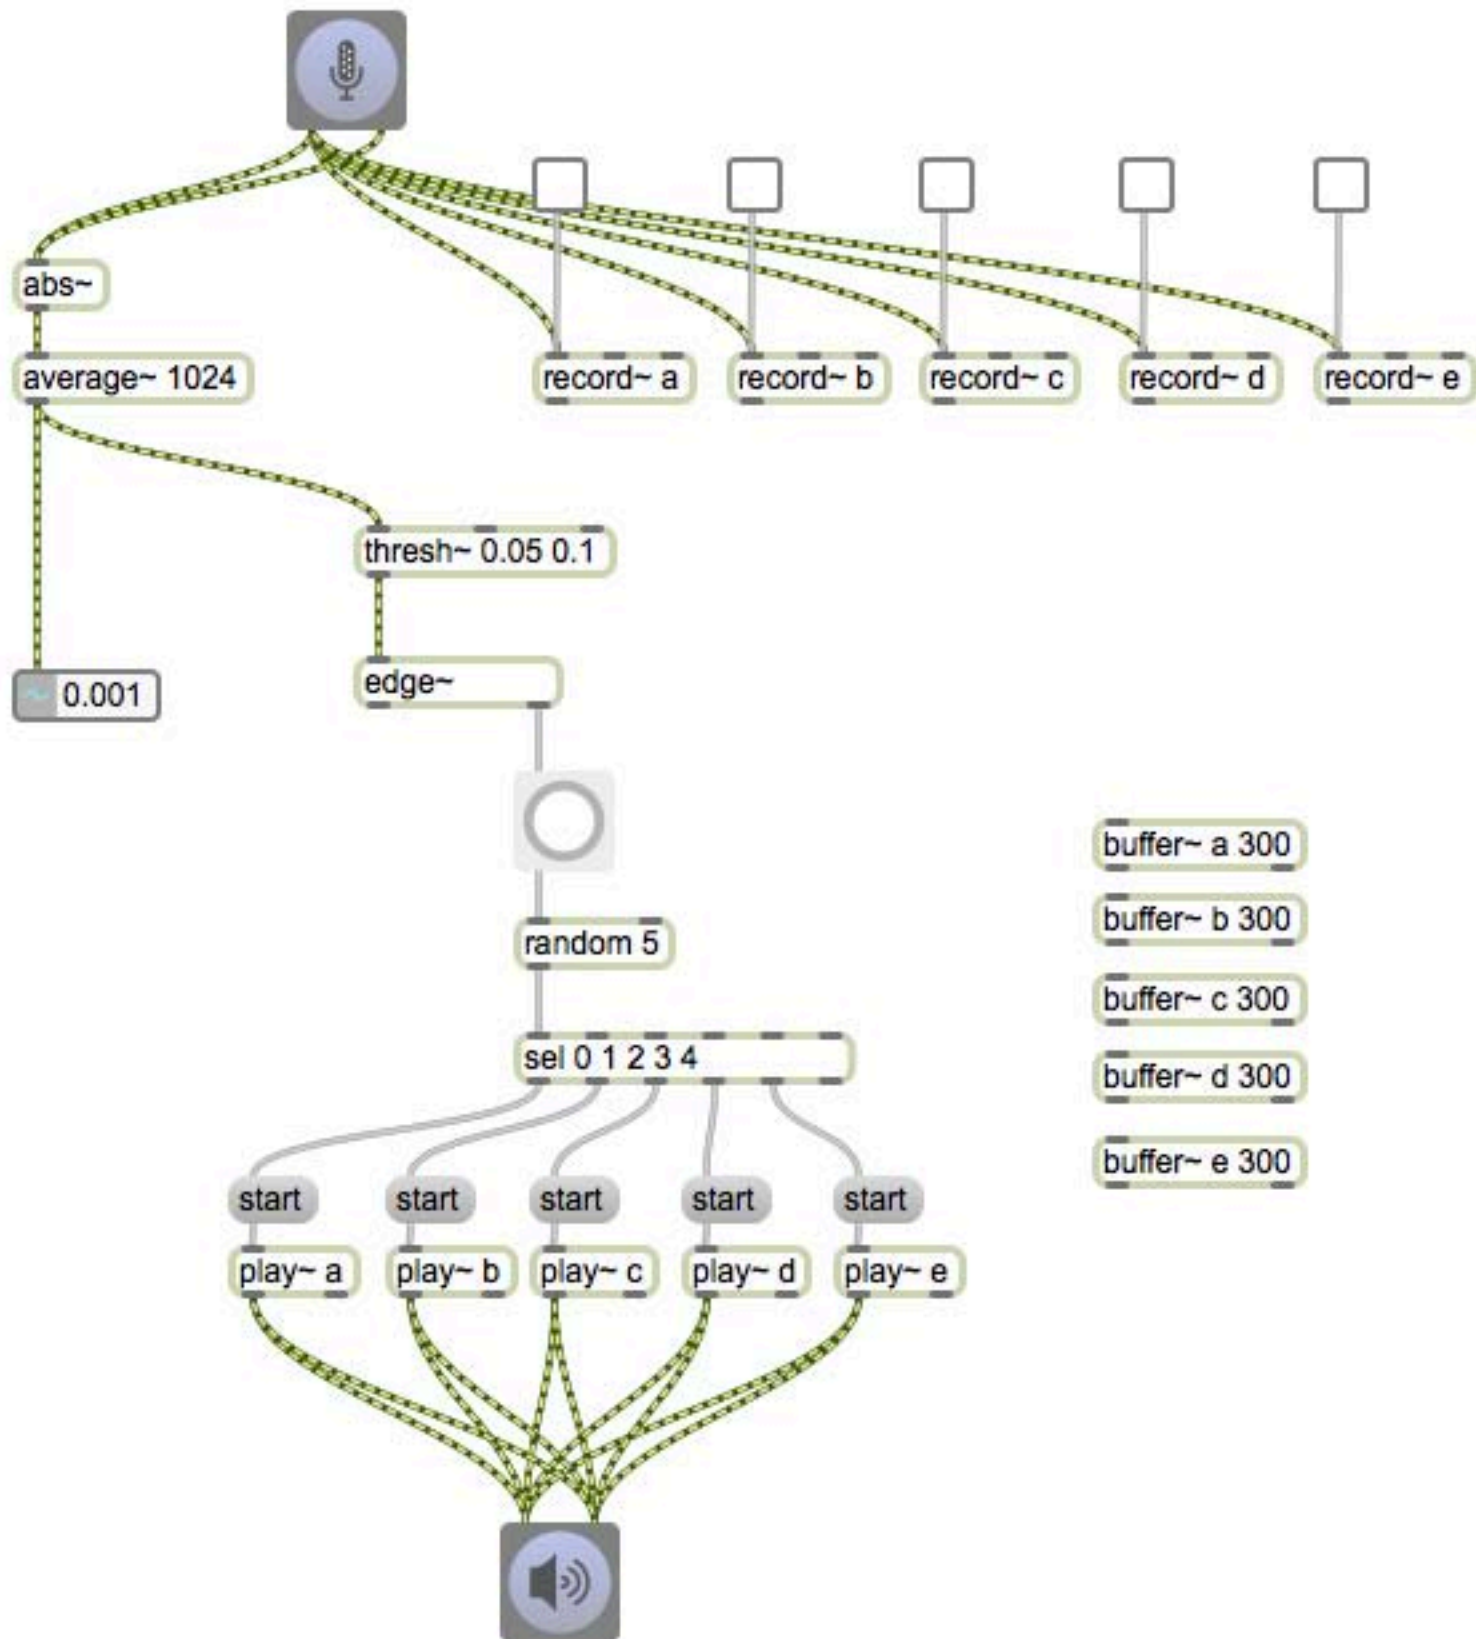 abs~
average~ 1024
record~ a
record~ b
record~ c
record~ d
record~ e
thresh~ 0.05 0.1
edge~
~ 0.001
random 5
sel 0 1 2 3 4
buffer~ a 300
buffer~ b 300
buffer~ c 300
buffer~ d 300
buffer~ e 300
start
start
start
start
start
play~ a
play~ b
play~ c
play~ d
play~ e